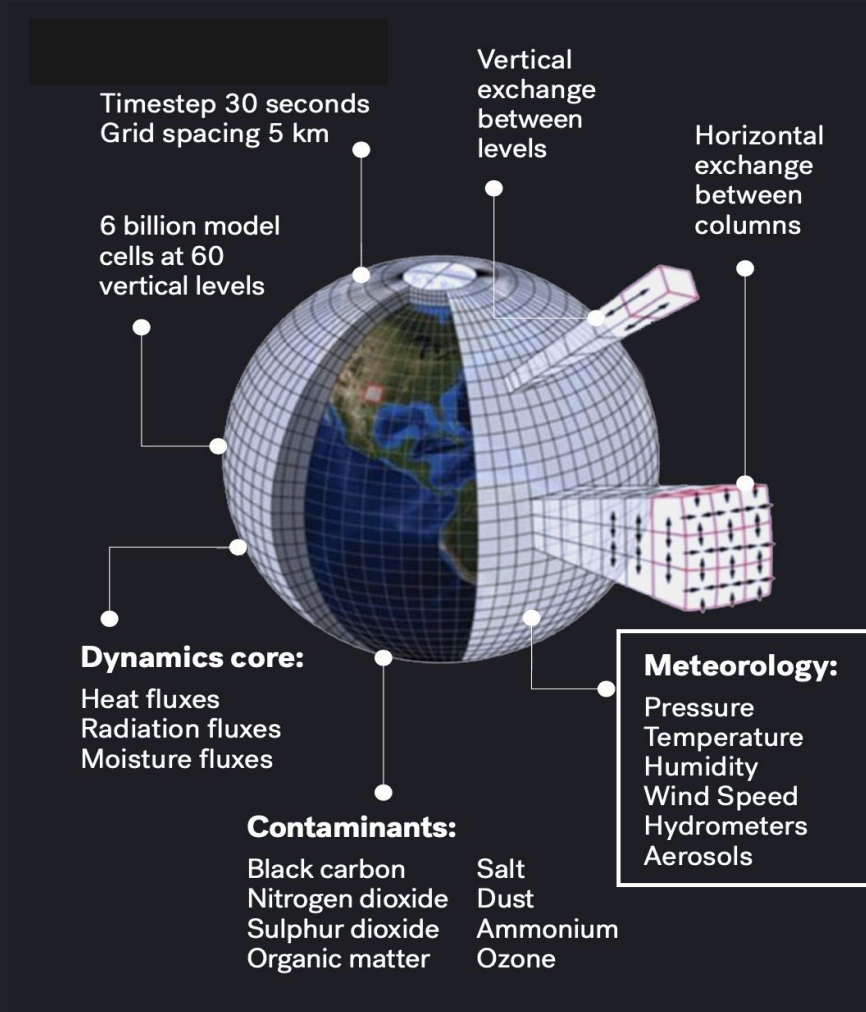 Timestep 30 seconds
Grid spacing 5 km
Vertical
exchange
between
levels
Horizontal
exchange
between
columns
6 billion model
cells at 60
vertical levels
Dynamics core:
Heat fluxes
Radiation fluxes
Moisture fluxes
Meteorology:
Pressure
Temperature
Humidity
Wind Speed
Hydrometers
Aerosols
Contaminants:
Black carbon
Nitrogen dioxide
Sulphur dioxide
Organic matter
Salt
Dust
Ammonium
Ozone